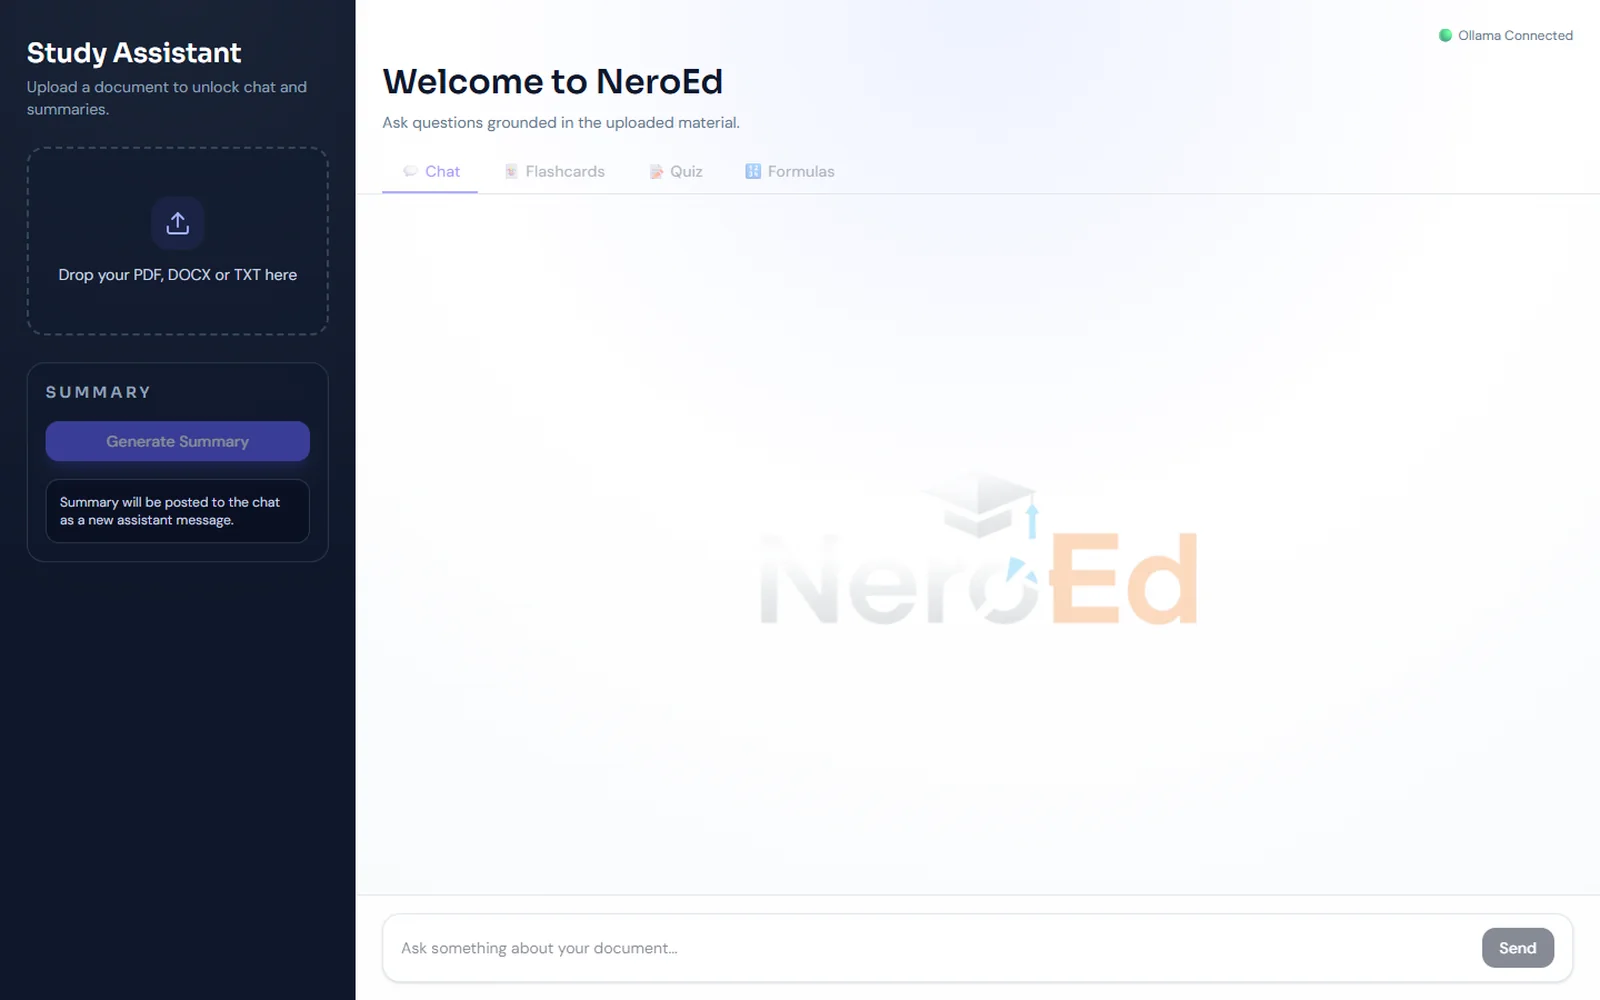 Study Assistant
Upload a document to unlock chat and
summaries.
Drop your PDF, DOCX or TXT here
SUMMARY
Generate Summary
Summary will be posted to the chat
as a new assistant message.
Ollama Connected
Welcome to NeroEd
Ask questions grounded in the uploaded material.
Chat Flashcards Quiz Formulas
NeroEd
Ask something about your document...
Send